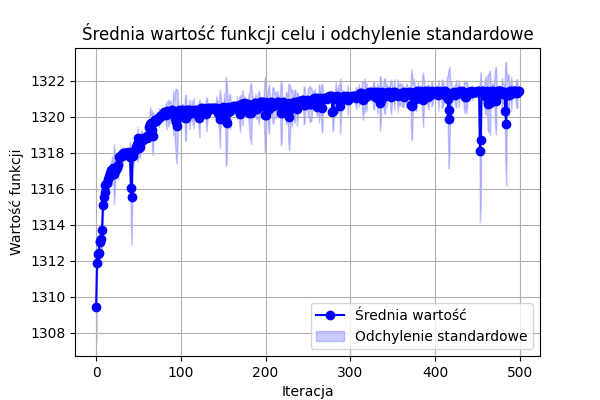 Średnia wartość funkcji celu i odchylenie standardowe
Wartość funkcji
1322
1320
1318
1316
1314
1312
1310
1308
Średnia wartość
Odchylenie standardowe
0 100 200 300 400 500
Iteracja